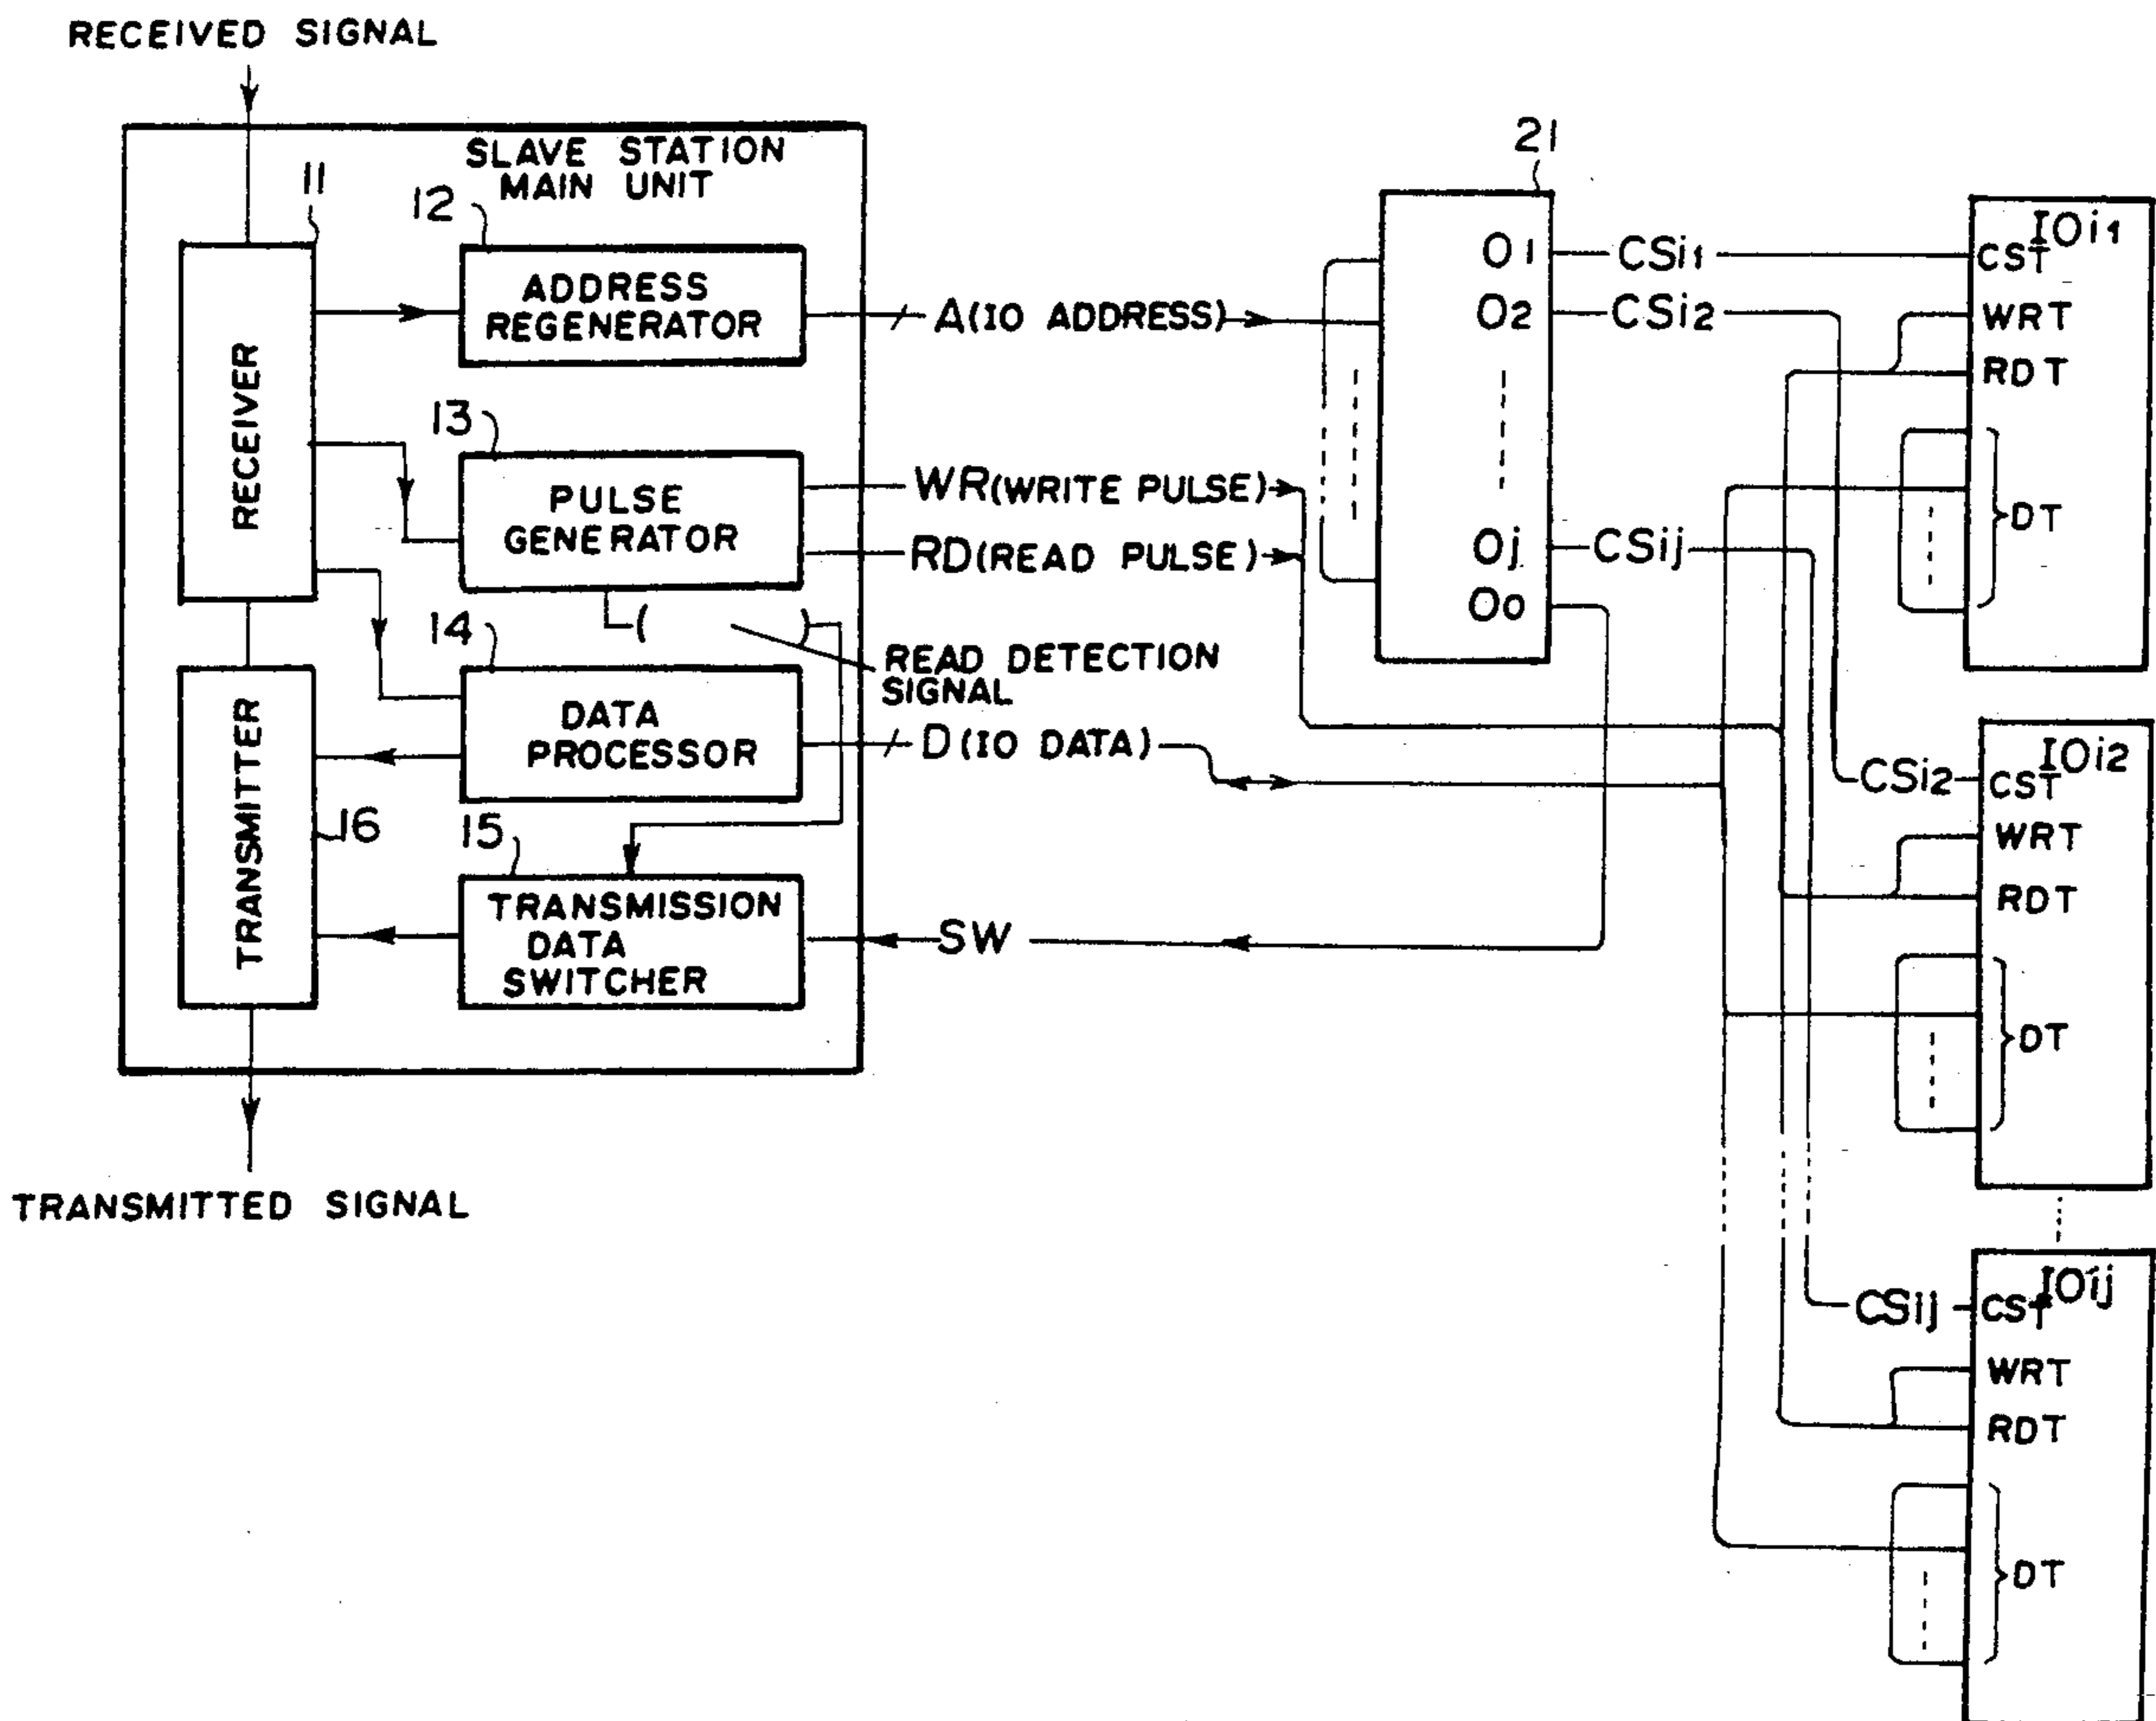 RECEIVED SIGNAL
SLAVE STATION
MAIN UNIT
11
RECEIVER
12
ADDRESS
REGENERATOR
A(IO ADDRESS)
13
PULSE
GENERATOR
WR(WRITE PULSE)
RD(READ PULSE)
READ DETECTION
SIGNAL
14
DATA
PROCESSOR
D(IO DATA)
TRANSMITTER
16
15
TRANSMISSION
DATA
SWITCHER
SW
TRANSMITTED SIGNAL
21
O1
CSi1
O2
CSi2
Oj
CSij
Oo
IOi1
CST
WRT
RDT
DT
IOi2
CSi2
CST
WRT
RDT
DT
IOij
CSij
CST
WRT
RDT
DT